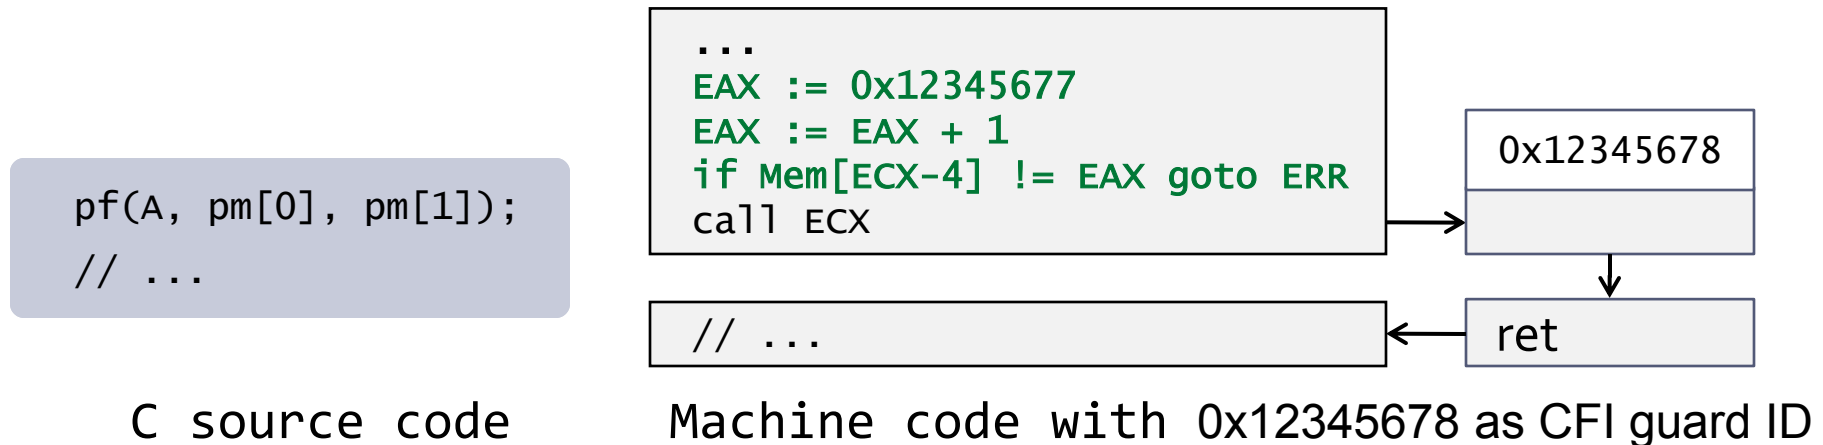 pf(A, pm[0], pm[1]);
// ...
...
EAX := 0x12345677
EAX := EAX + 1
if Mem[ECX-4] != EAX goto ERR
call ECX
0x12345678
// ...
ret
C source code
Machine code with 0x12345678 as CFI guard ID